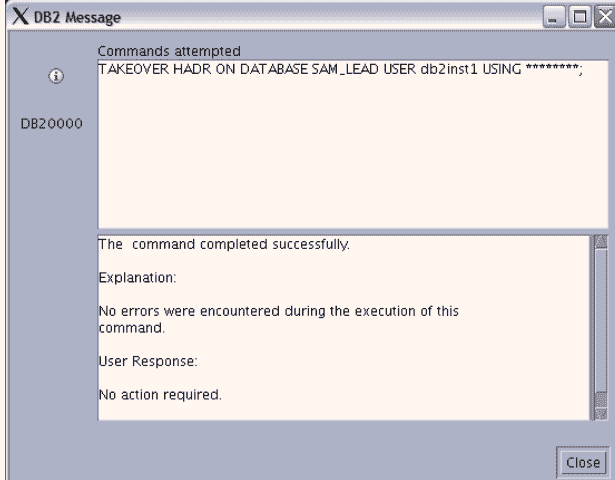 X DB2 Message
Commands attempted
TAKEOVER HADR ON DATABASE SAM_LEAD USER db2inst1 USING ********;
DB20000
The  command completed successfully.
Explanation:
No errors were encountered during the execution of this
command.
User Response:
No action required.
Close